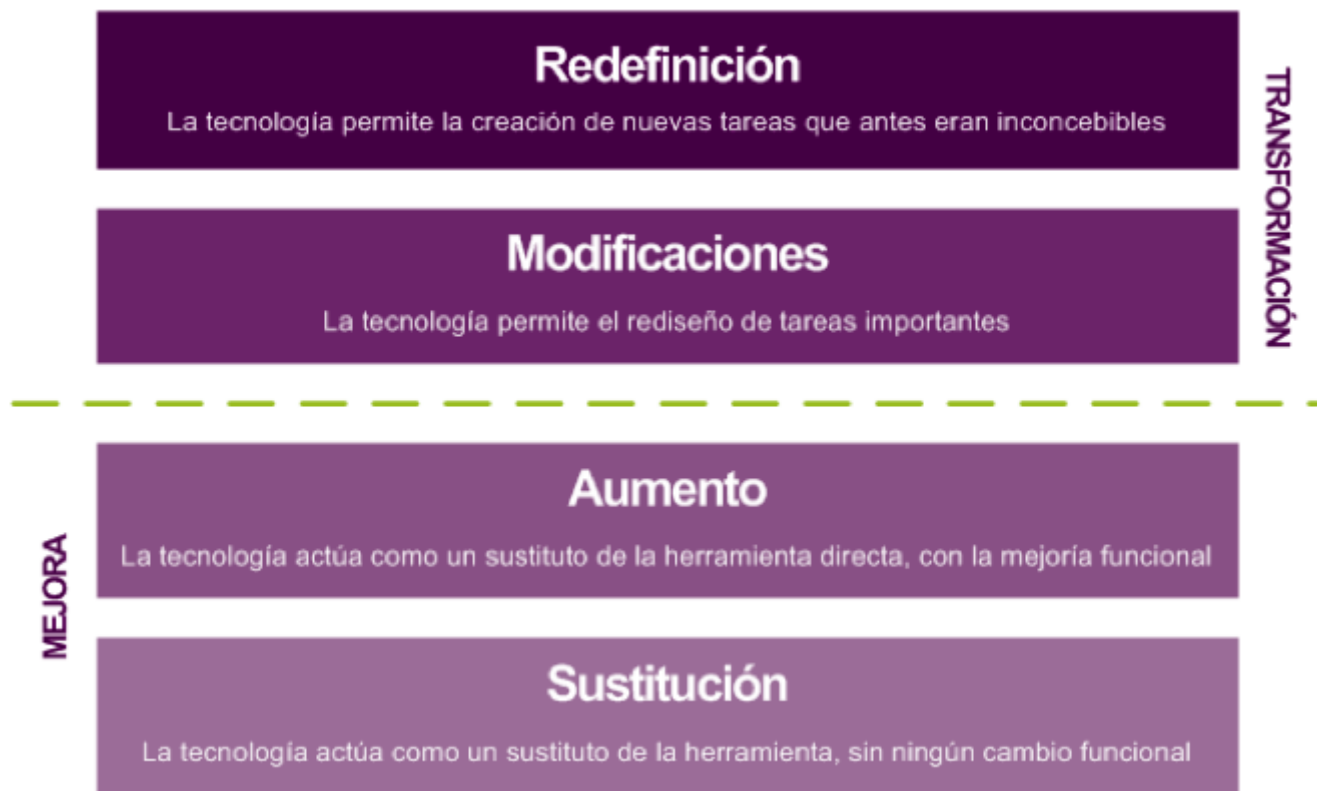 Redefinición
La tecnología permite la creación de nuevas tareas que antes eran inconcebibles
TRANSFORMACIÓN
Modificaciones
La tecnología permite el rediseño de tareas importantes
MEJORA
Aumento
La tecnología actúa como un sustituto de la herramienta directa, con la mejoría funcional
Sustitución
La tecnología actúa como un sustituto de la herramienta, sin ningún cambio funcional